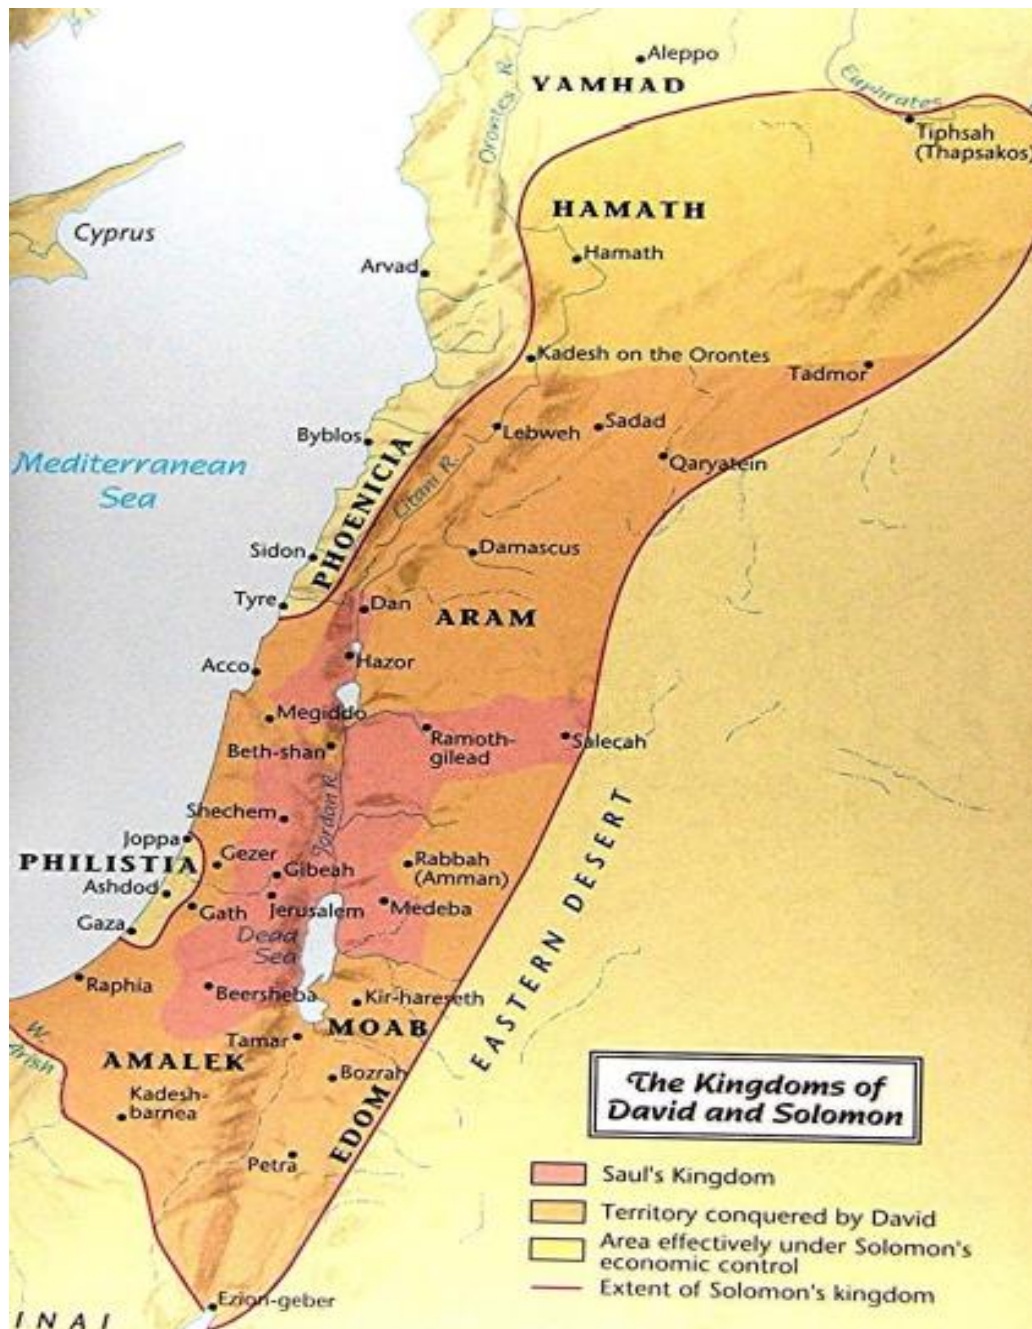 Aleppo
YAMHAD
Orontes R.
Euphrates
Tiphsah
(Thapsakos)
HAMATH
Cyprus
Hamath
Arvad
Kadesh on the Orontes
Tadmor
Byblos
Lebweh
Sadad
Mediterranean
Sea
PHOENICIA
Litani R.
Qaryatein
Sidon
Damascus
Tyre
Dan
ARAM
Acco
Hazor
Megiddo
Ramoth-
gilead
Salecah
Beth-shan
Jordan R.
Shechem
Joppa
PHILISTIA
Gezer
Gibeah
Rabbah
(Amman)
Ashdod
Gath
Jerusalem
Medeba
Gaza
Dead
Sea
EASTERN DESERT
Raphia
Beersheba
Kir-hareseth
W.
Arish
Tamar
MOAB
AMALEK
Bozrah
Kadesh-
barnea
EDOM
Petra
Ezion-geber
INAI
The Kingdoms of
David and Solomon
Saul's Kingdom
Territory conquered by David
Area effectively under Solomon's
economic control
Extent of Solomon's kingdom